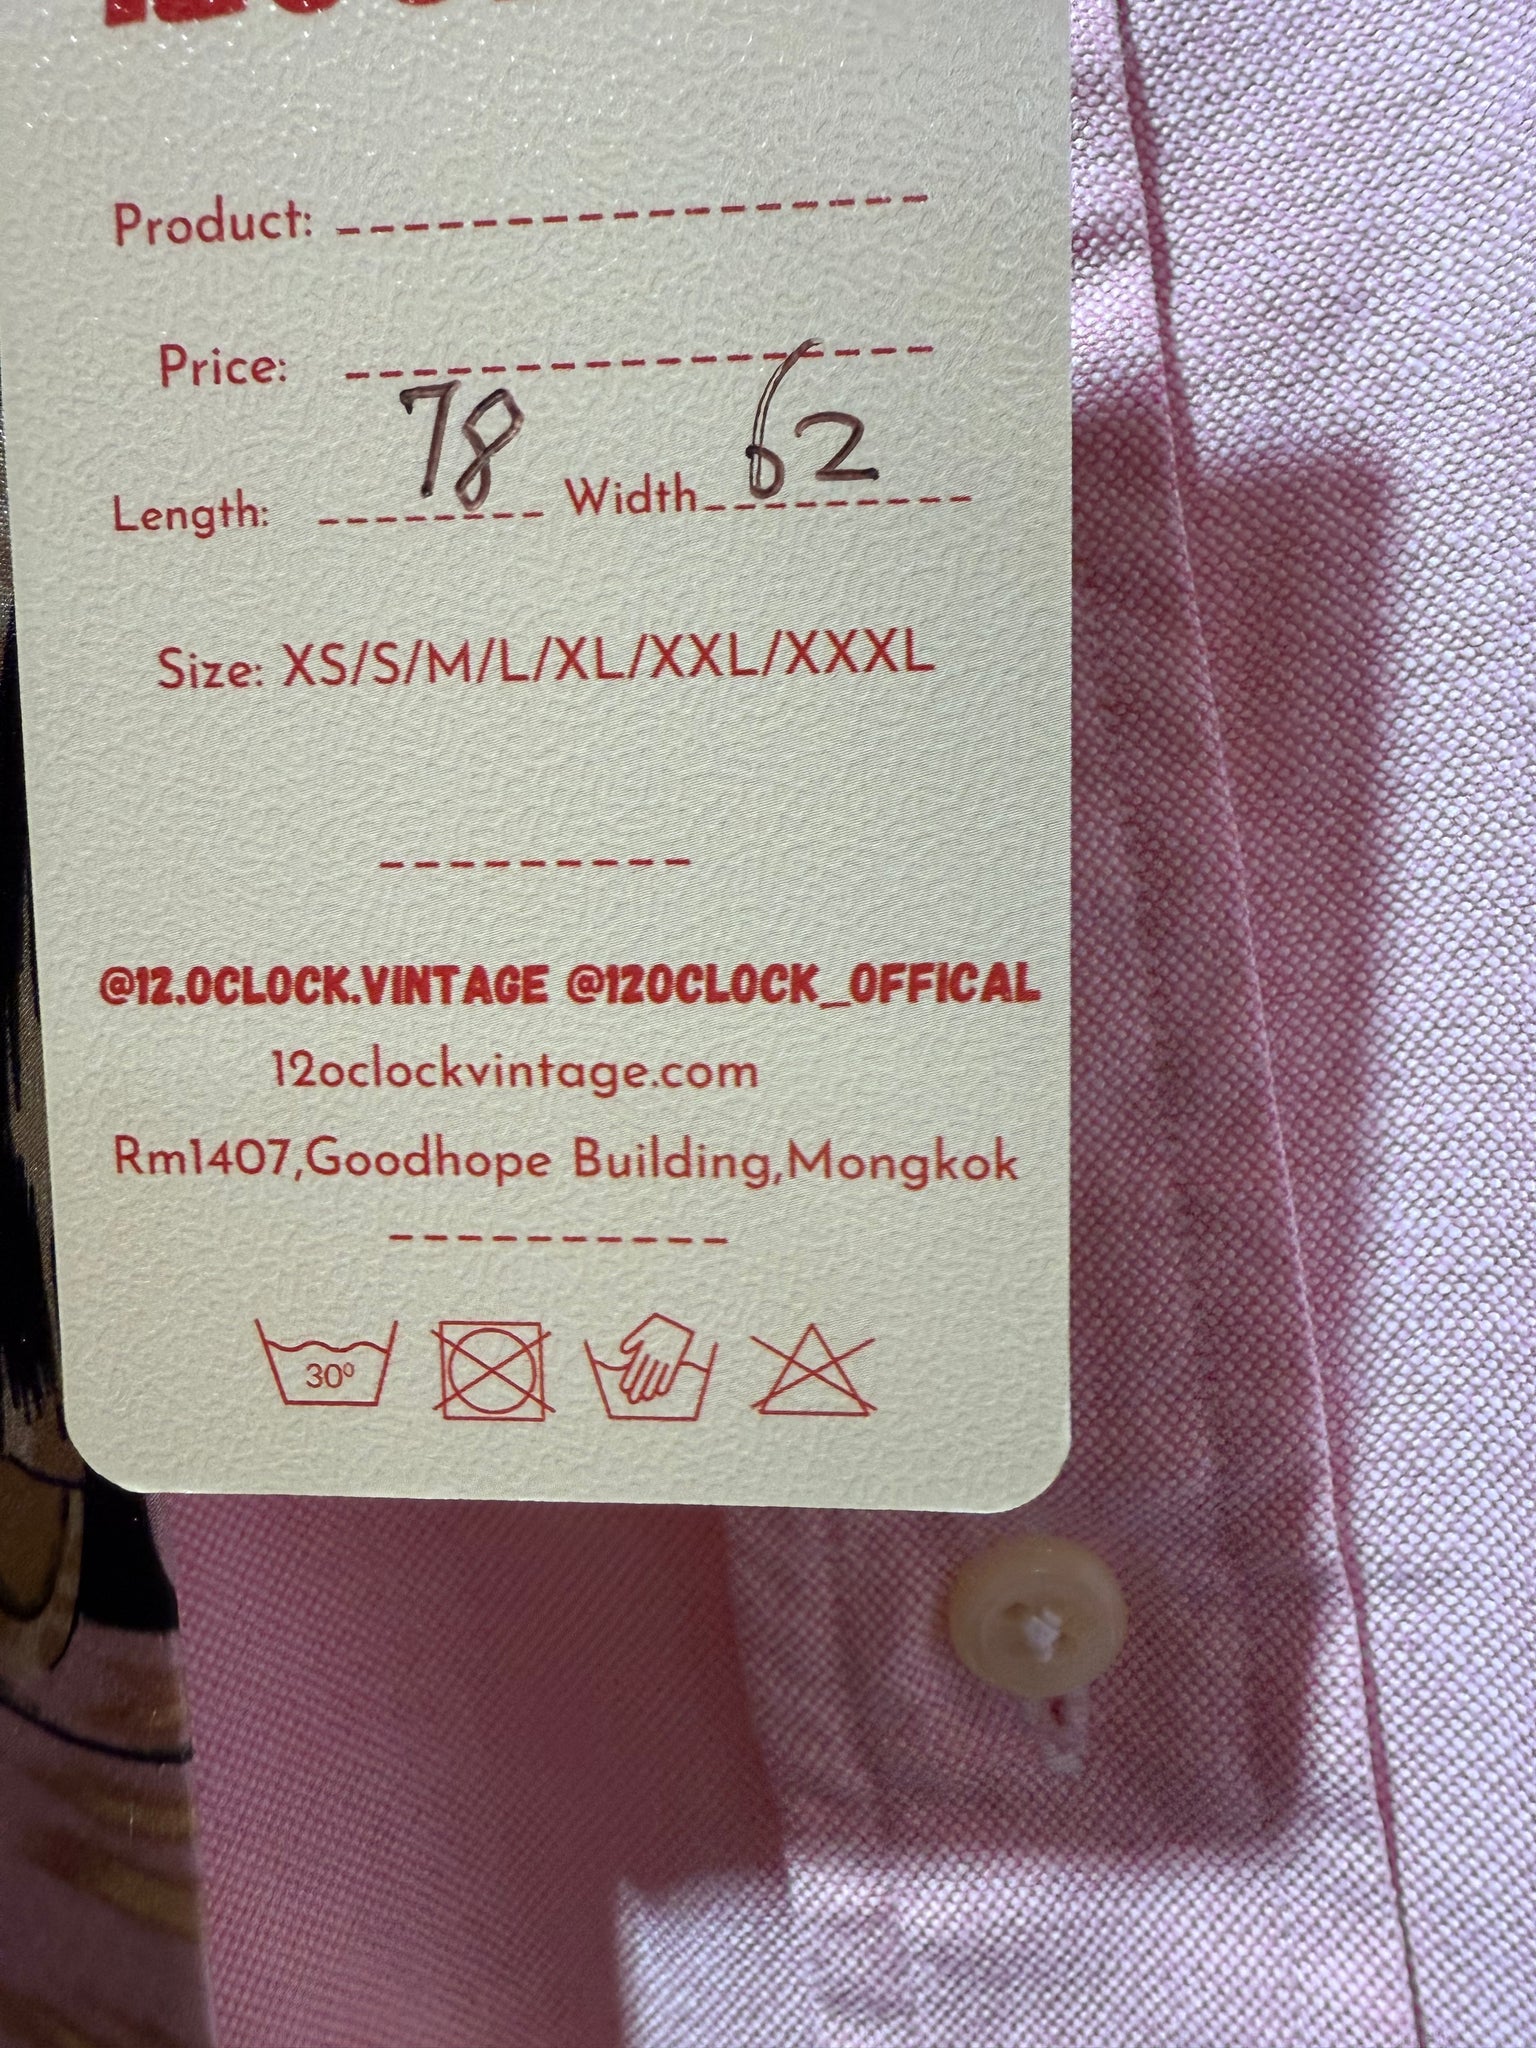 Product:
Price:
Length: 78 Width 62
Size: XS/S/M/L/XL/XXL/XXXL
@12.OCLOCK.VINTAGE @12OCLOCK_OFFICAL
12oclockvintage.com
Rm1407,Goodhope Building,Mongkok
30º